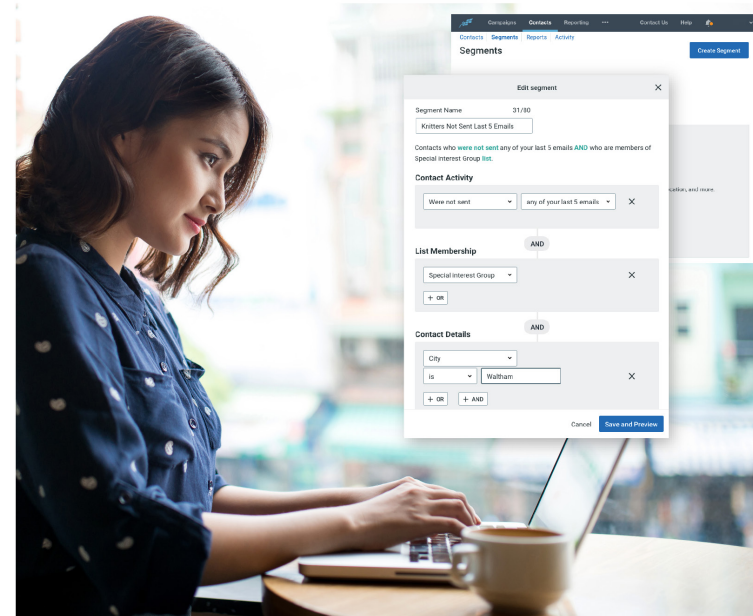 Campaigns Contacts Reporting ••• Contact Us Help
Contacts Segments Reports Activity
Segments
Create Segment
Edit segment
Segment Name 31/80
Knitters Not Sent Last 5 Emails
Contacts who were not sent any of your last 5 emails AND who are members of
Special interest Group list.
Contact Activity
Were not sent any of your last 5 emails
and more.
AND
List Membership
Special interest Group
+ OR
AND
Contact Details
City
is Waltham
+ OR + AND
Cancel Save and Preview